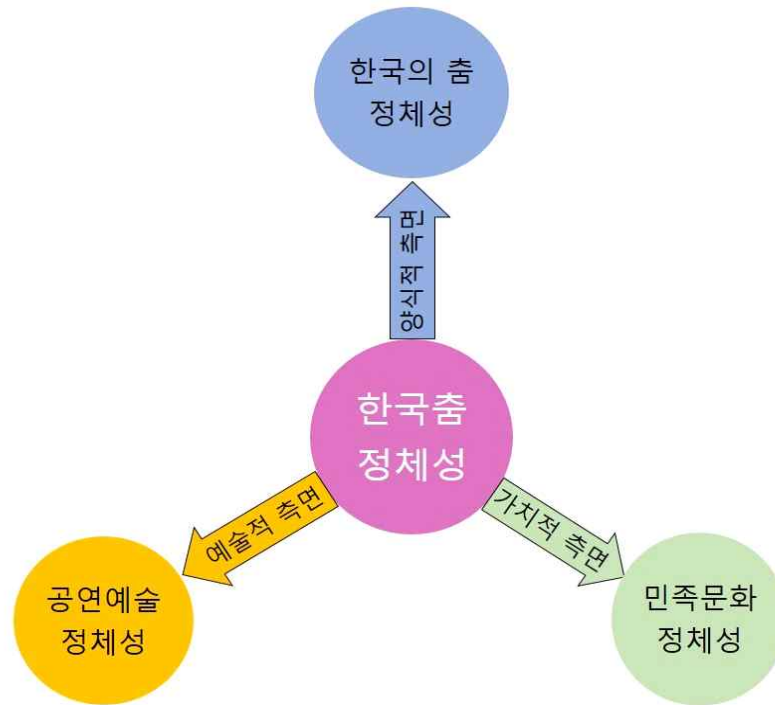 한국의 춤
정체성
양식적 측면
한국춤
정체성
예술적 측면
가치적 측면
공연예술
정체성
민족문화
정체성